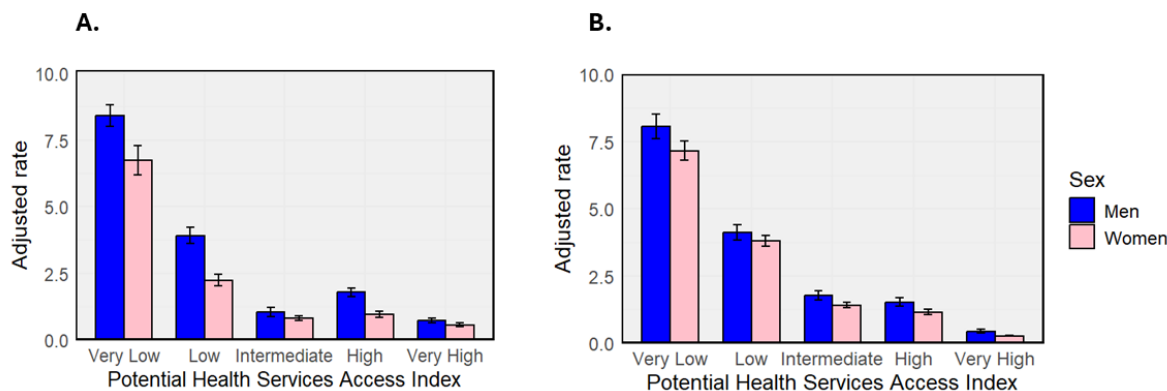 A.
10.0
7.5
5.0
2.5
0.0
Adjusted rate
Very Low Low Intermediate High Very High
Potential Health Services Access Index
B.
10.0
7.5
5.0
2.5
0.0
Adjusted rate
Very Low Low Intermediate High Very High
Potential Health Services Access Index
Sex
Men
Women